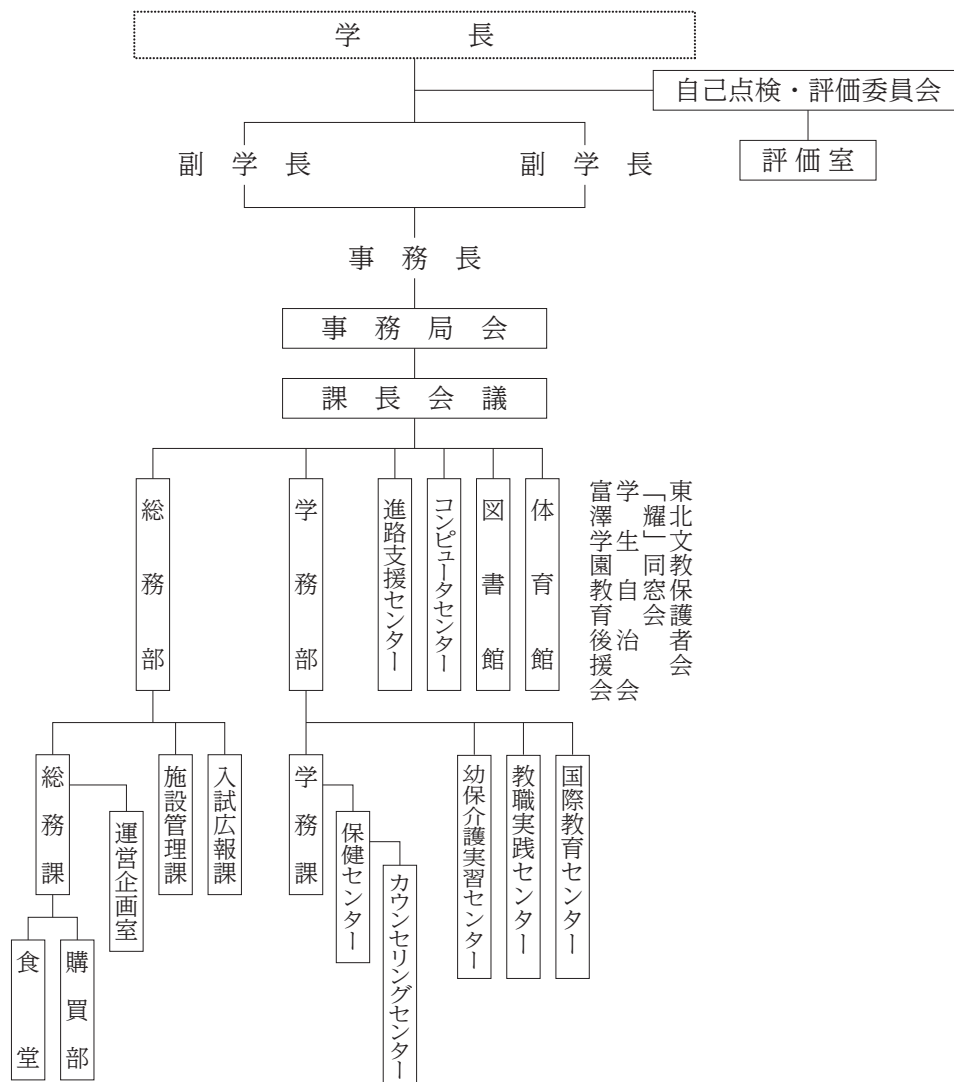 学長
自己点検・評価委員会
評価室
副学長
副学長
事務長
事務局会
課長会議
総務部
学務部
進路支援センター
コンピュータセンター
図書館
体育館
東北文教保護者会
「耀」同窓会
学生自治会
富澤学園教育後援会
総務課
運営企画室
施設管理課
入試広報課
学務課
保健センター
カウンセリングセンター
幼保介護実習センター
教職実践センター
国際教育センター
食堂
購買部